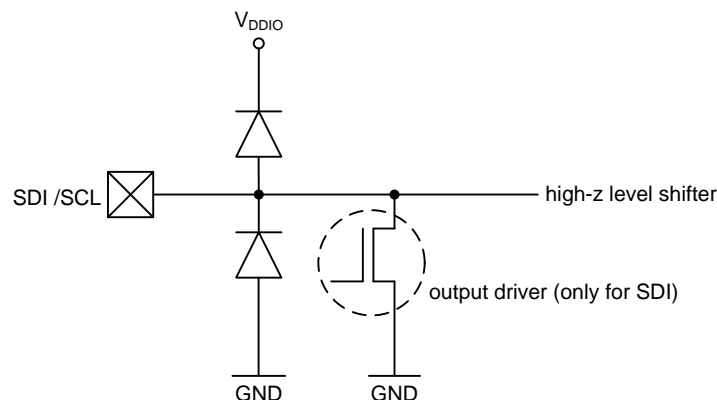 VDDIO
SDI /SCL
high-z level shifter
output driver (only for SDI)
GND
GND